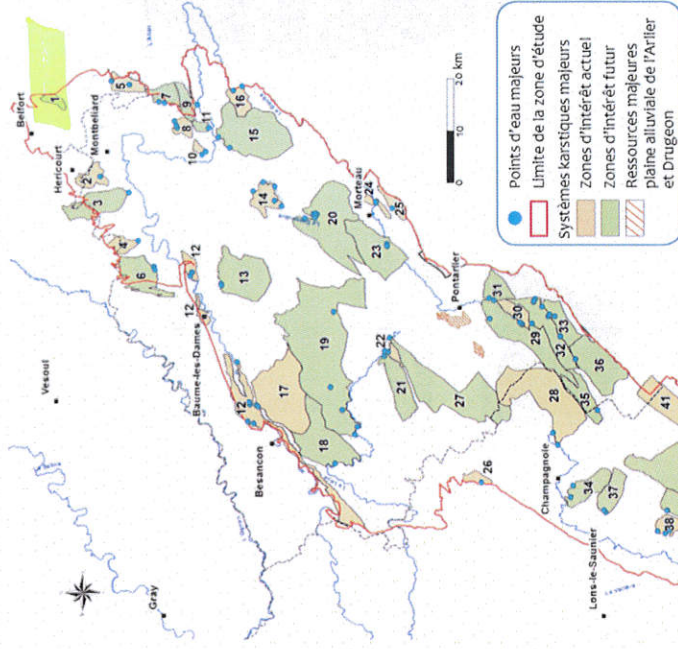 Belfort
Hericourt
Montbeliard
Vesoul
Baume-les-Dames
Gray
Besancon
Morteau
Pontarlier
Champagnole
Lons-le-Saunier
1
2
3
4
5
6
7
8
9
10
11
12
12
12
13
14
15
16
17
18
19
20
21
22
23
24
25
26
27
28
29
30
31
32
33
34
35
36
37
38
41
0 10 20 km
Points d'eau majeurs
Limite de la zone d'étude
Systèmes karstiques majeurs
Zones d'intérêt actuel
Zones d'intérêt futur
Ressources majeures
plaine alluviale de l'Arlier
et Drugeon